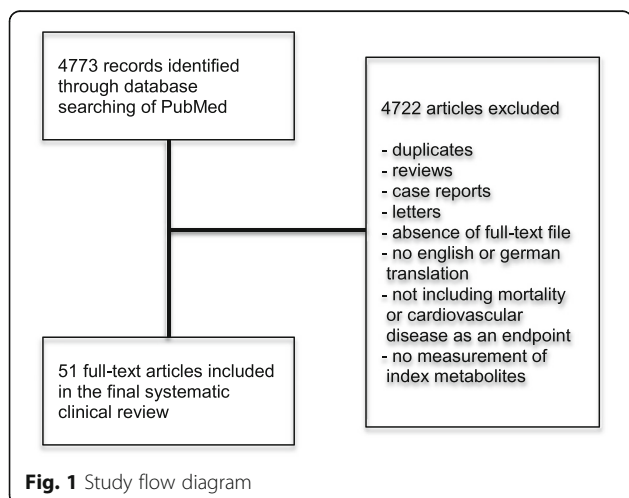 4773 records identified
through database
searching of PubMed
4722 articles excluded
- duplicates
- reviews
- case reports
- letters
- absence of full-text file
- no english or german
translation
- not including mortality
or cardiovascular
disease as an endpoint
- no measurement of
index metabolites
51 full-text articles included
in the final systematic
clinical review
Fig. 1 Study flow diagram